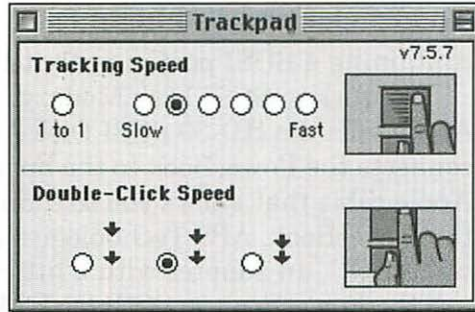 Trackpad
v7.5.7
Tracking Speed
1 to 1 Slow Fast
Double-Click Speed